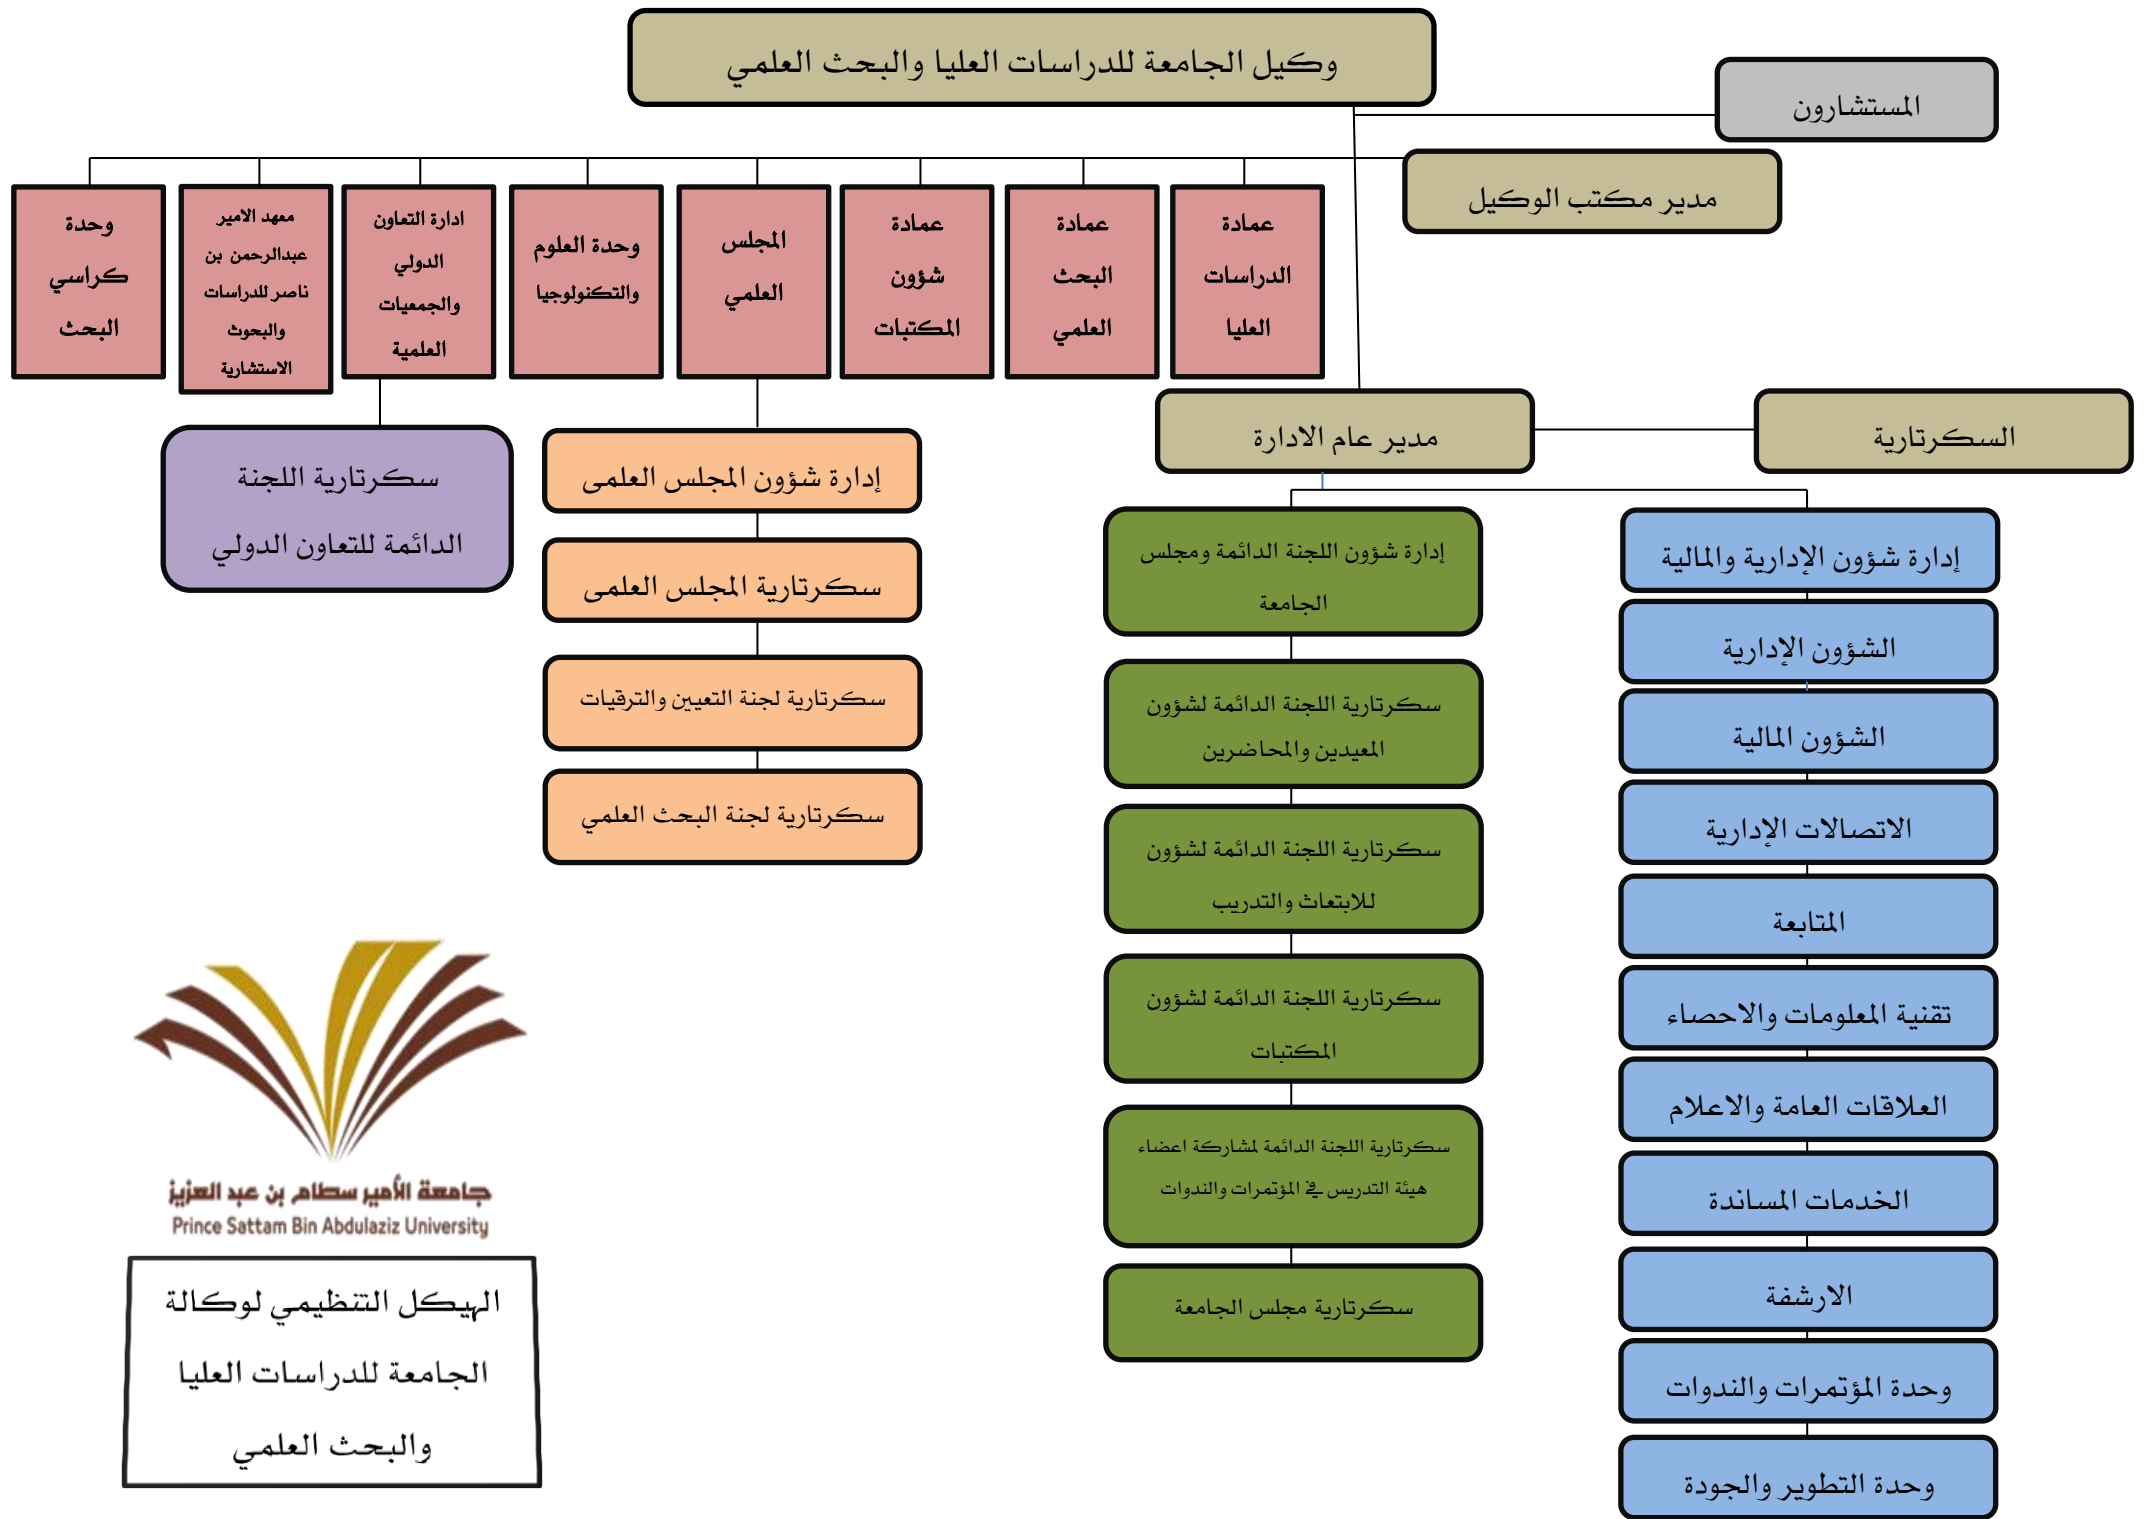 وكيل الجامعة للدراسات العليا والبحث العلمي
المستشارون
مدير مكتب الوكيل
عمادة
الدراسات
العليا
عمادة
البحث
العلمي
عمادة
شؤون
المكتبات
المجلس
العلمي
وحدة العلوم
والتكنولوجيا
ادارة التعاون
الدولي
والجمعيات
العلمية
معهد الامير
عبدالرحمن بن
ناصر للدراسات
والبحوث
الاستشارية
وحدة
كراسي
البحث
السكرتارية
مدير عام الادارة
إدارة شؤون الإدارية والمالية
الشؤون الإدارية
الشؤون المالية
الاتصالات الإدارية
المتابعة
تقنية المعلومات والاحصاء
العلاقات العامة والاعلام
الخدمات المساندة
الارشفة
وحدة المؤتمرات والندوات
وحدة التطوير والجودة
إدارة شؤون اللجنة الدائمة ومجلس
الجامعة
سكرتارية اللجنة الدائمة لشؤون
المعيدين والمحاضرين
سكرتارية اللجنة الدائمة لشؤون
للابتعاث والتدريب
سكرتارية اللجنة الدائمة لشؤون
المكتبات
سكرتارية اللجنة الدائمة لمشاركة اعضاء
هيئة التدريس في المؤتمرات والندوات
سكرتارية مجلس الجامعة
إدارة شؤون المجلس العلمى
سكرتارية المجلس العلمى
سكرتارية لجنة التعيين والترقيات
سكرتارية لجنة البحث العلمي
سكرتارية اللجنة
الدائمة للتعاون الدولي
جامعة الأمير سطام بن عبد العزيز
Prince Sattam Bin Abdulaziz University
الهيكل التنظيمي لوكالة
الجامعة للدراسات العليا
والبحث العلمي